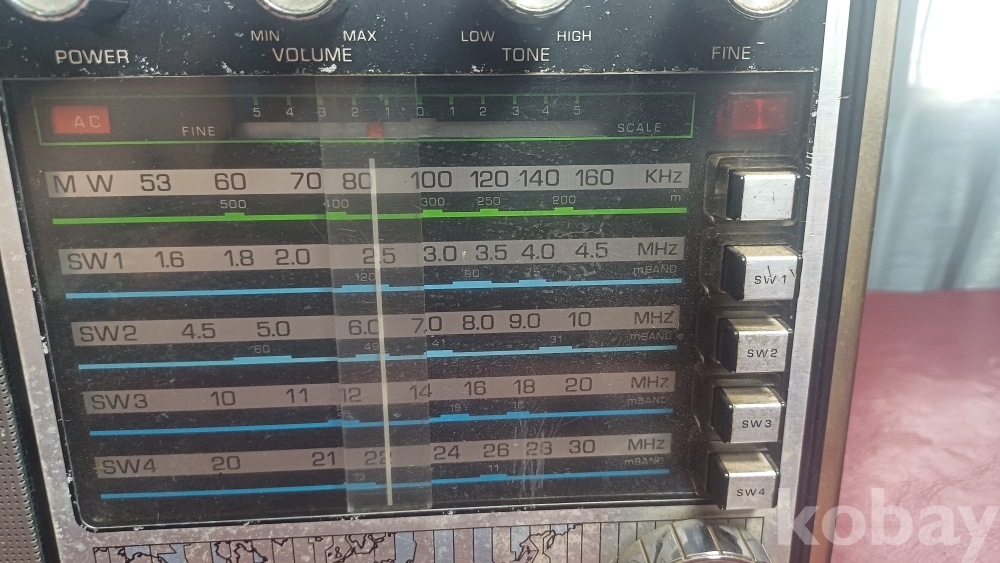 MIN MAX LOW HIGH
POWER VOLUME TONE FINE
5 4 3 2 1 0 1 2 3 4 5
AC FINE SCALE
MW 53 60 70 80 100 120 140 160 KHz
500 400 300 250 200 m
SW1 1.6 1.8 2.0 2.5 3.0 3.5 4.0 4.5 MHz SW1
120 90 75 mBAND
SW2 4.5 5.0 6.0 7.0 8.0 9.0 10 MHz SW2
60 49 41 31 mBAND
SW3 10 11 12 14 16 18 20 MHz SW3
19 16 mBAND
SW4 20 21 22 24 26 28 30 MHz SW4
13 11 mBAND
kobay